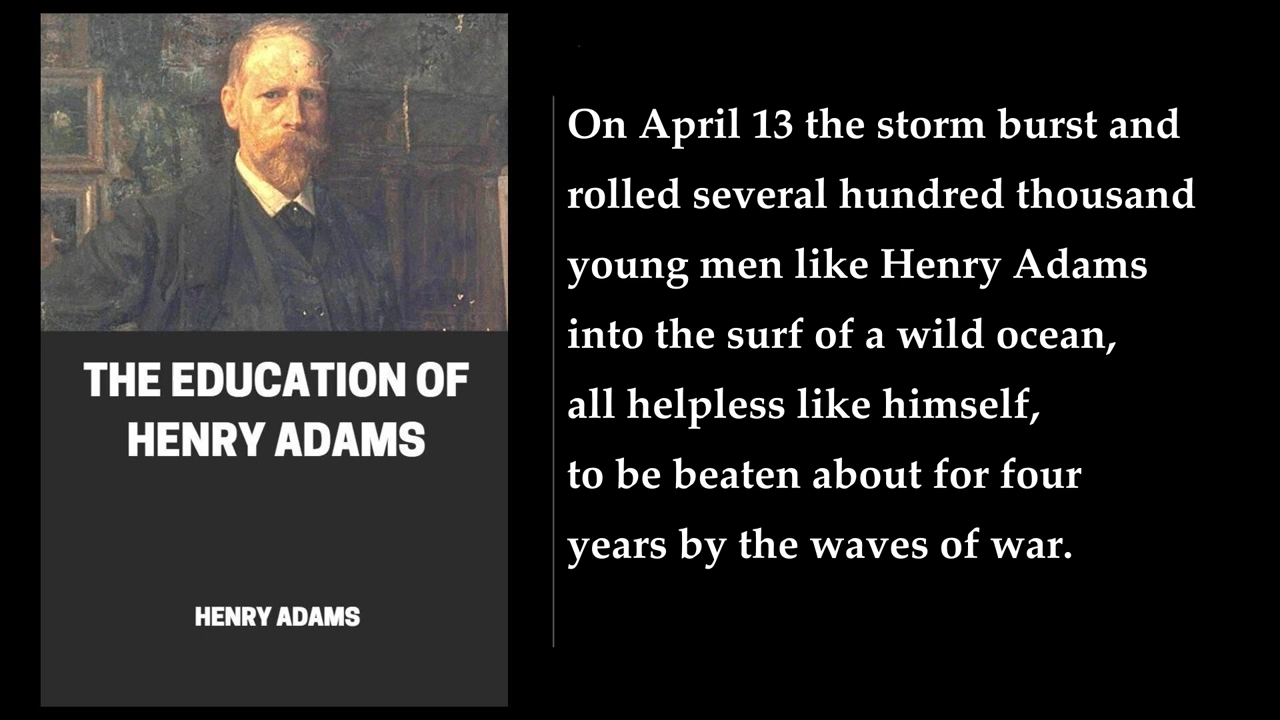 THE EDUCATION OF
HENRY ADAMS
HENRY ADAMS
On April 13 the storm burst and
rolled several hundred thousand
young men like Henry Adams
into the surf of a wild ocean,
all helpless like himself,
to be beaten about for four
years by the waves of war.